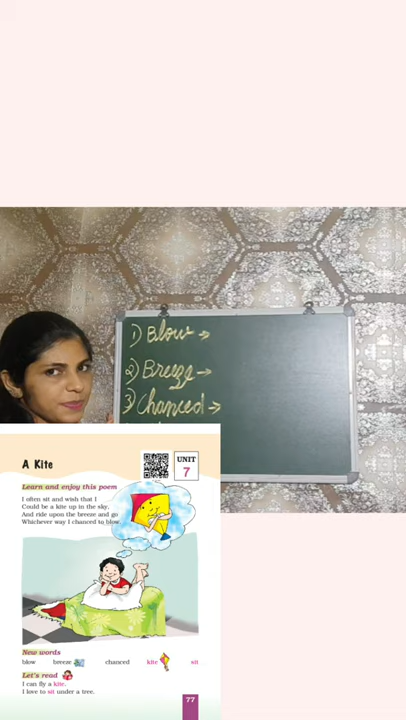 1) Blow →
2) Breeze →
3) Chanced →
A Kite
UNIT
7
Learn and enjoy this poem
I often sit and wish that I
Could be a kite up in the sky,
And ride upon the breeze and go
Whichever way I chanced to blow.
New words
blow breeze chanced kite sit
Let's read
I can fly a kite.
I love to sit under a tree.
77